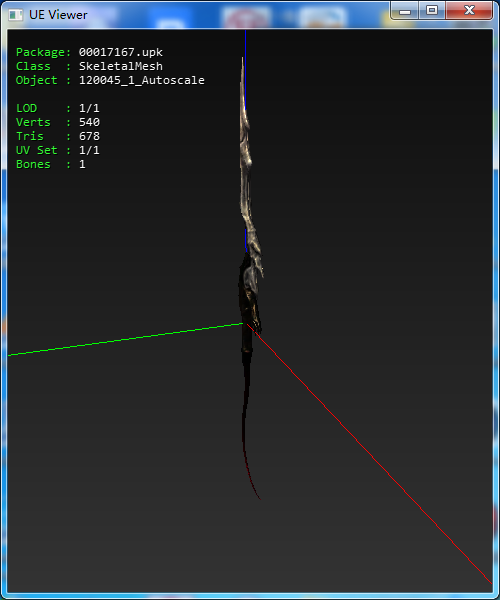 UE Viewer
Package: 00017167.upk
Class  : SkeletalMesh
Object : 120045_1_Autoscale
LOD    : 1/1
Verts  : 540
Tris   : 678
UV Set : 1/1
Bones  : 1